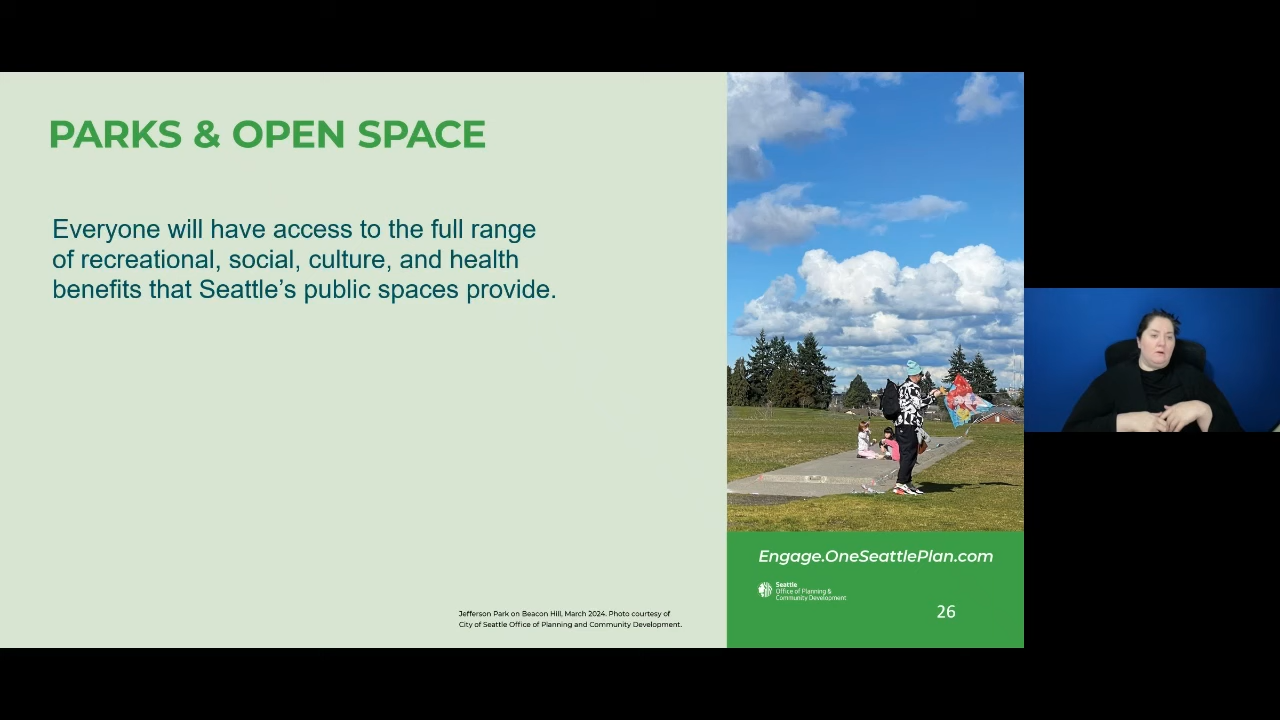 PARKS & OPEN SPACE
Everyone will have access to the full range
of recreational, social, culture, and health
benefits that Seattle’s public spaces provide.
Jefferson Park on Beacon Hill, March 2024. Photo courtesy of
City of Seattle Office of Planning and Community Development.
Engage.OneSeattlePlan.com
Seattle
Office of Planning &
Community Development
26